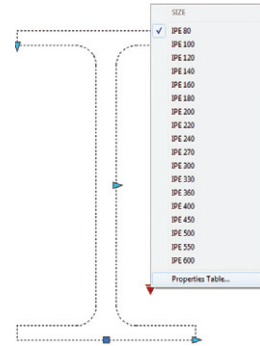 SIZE
IPE 80
IPE 100
IPE 120
IPE 140
IPE 160
IPE 180
IPE 200
IPE 220
IPE 240
IPE 270
IPE 300
IPE 330
IPE 360
IPE 400
IPE 450
IPE 500
IPE 550
IPE 600
Properties Table...